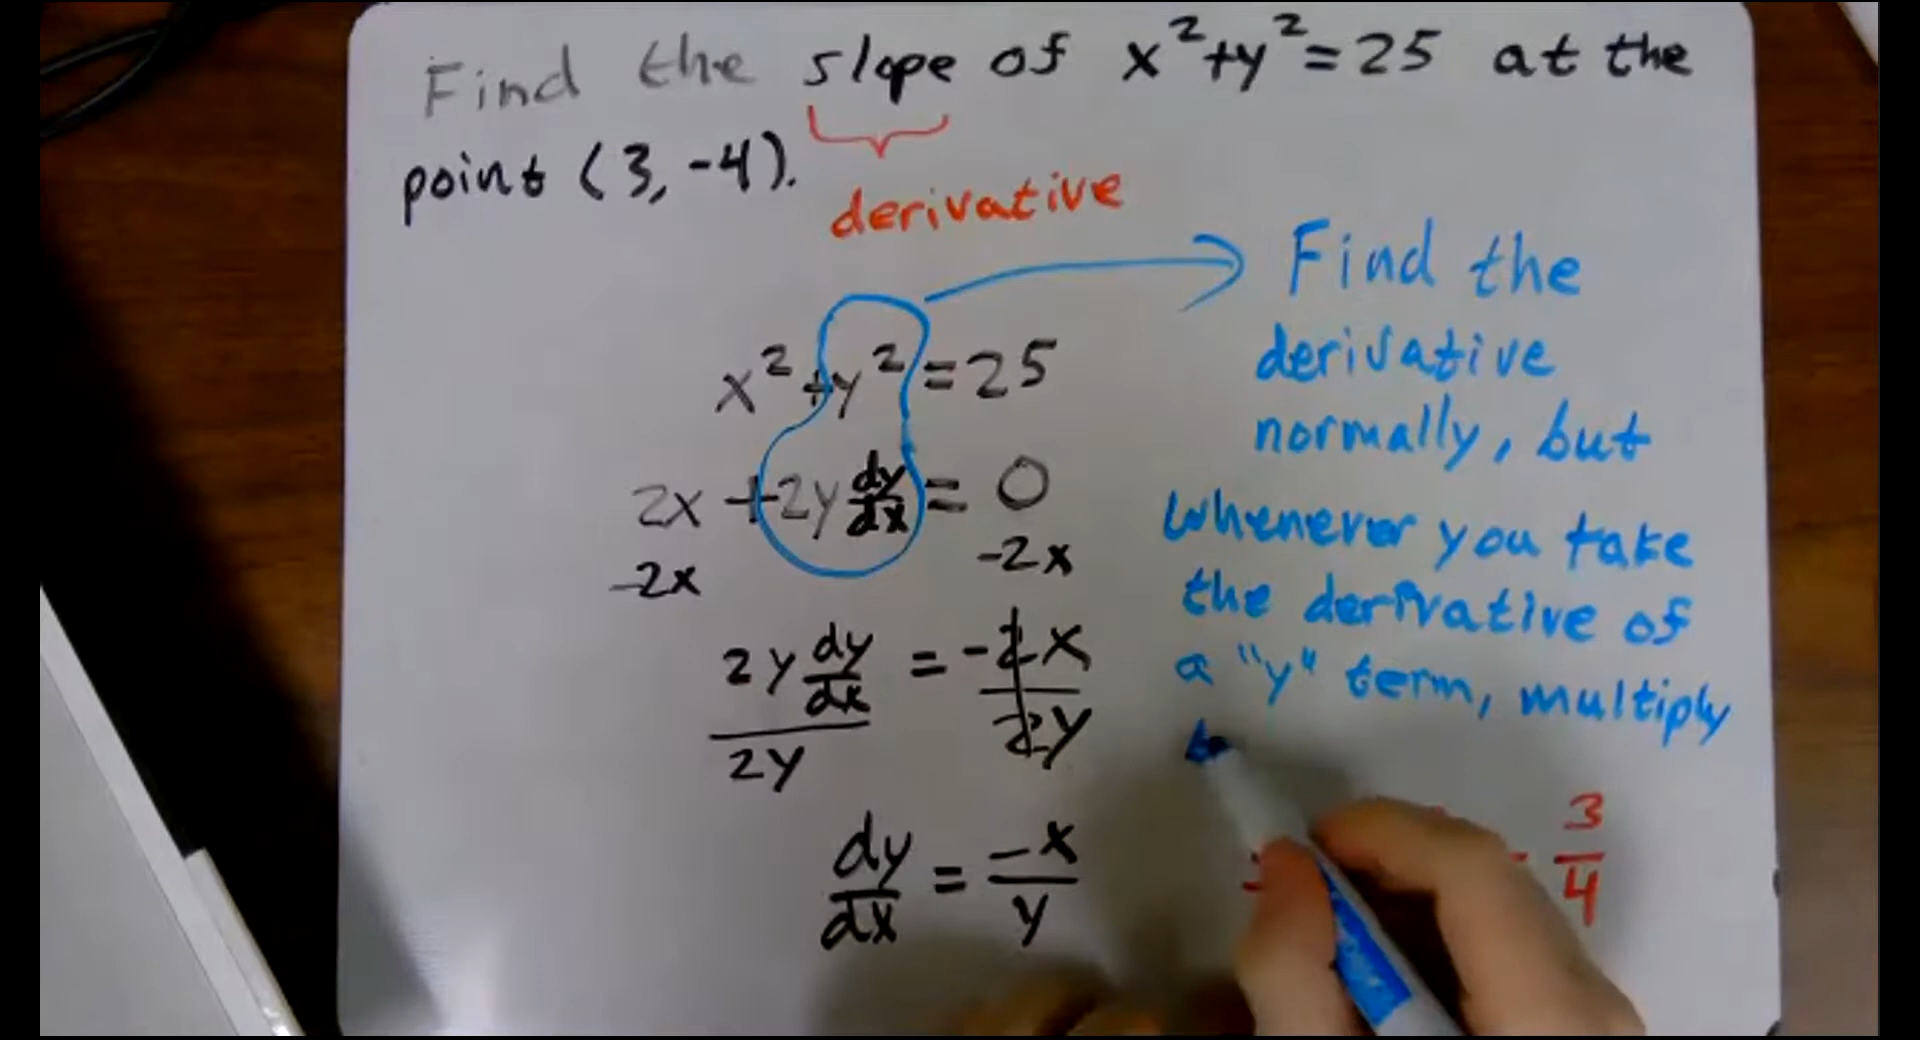 Find the slope of x²+y²=25 at the
point (3,-4).
derivative
x²+y²=25
2x+2y dy/dx = 0
-2x -2x
2y dy/dx / 2y = -2x / 2y
dy/dx = -x/y
Find the
derivative
normally, but
whenever you take
the derivative of
a "y" term, multiply
3/4